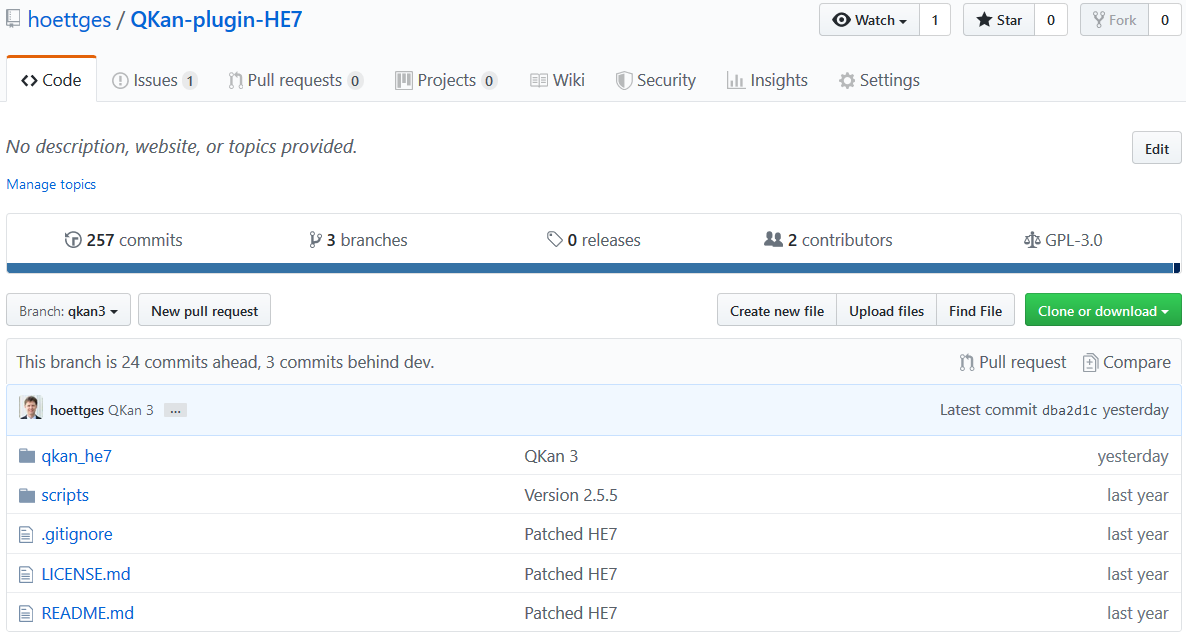 hoettges / QKan-plugin-HE7 Watch 1 Star 0 Fork 0
Code Issues 1 Pull requests 0 Projects 0 Wiki Security Insights Settings
No description, website, or topics provided. Edit
Manage topics
257 commits 3 branches 0 releases 2 contributors GPL-3.0
Branch: qkan3 New pull request Create new file Upload files Find File Clone or download
This branch is 24 commits ahead, 3 commits behind dev. Pull request Compare
hoettges QKan 3 ... Latest commit dba2d1c yesterday
qkan_he7 QKan 3 yesterday
scripts Version 2.5.5 last year
.gitignore Patched HE7 last year
LICENSE.md Patched HE7 last year
README.md Patched HE7 last year